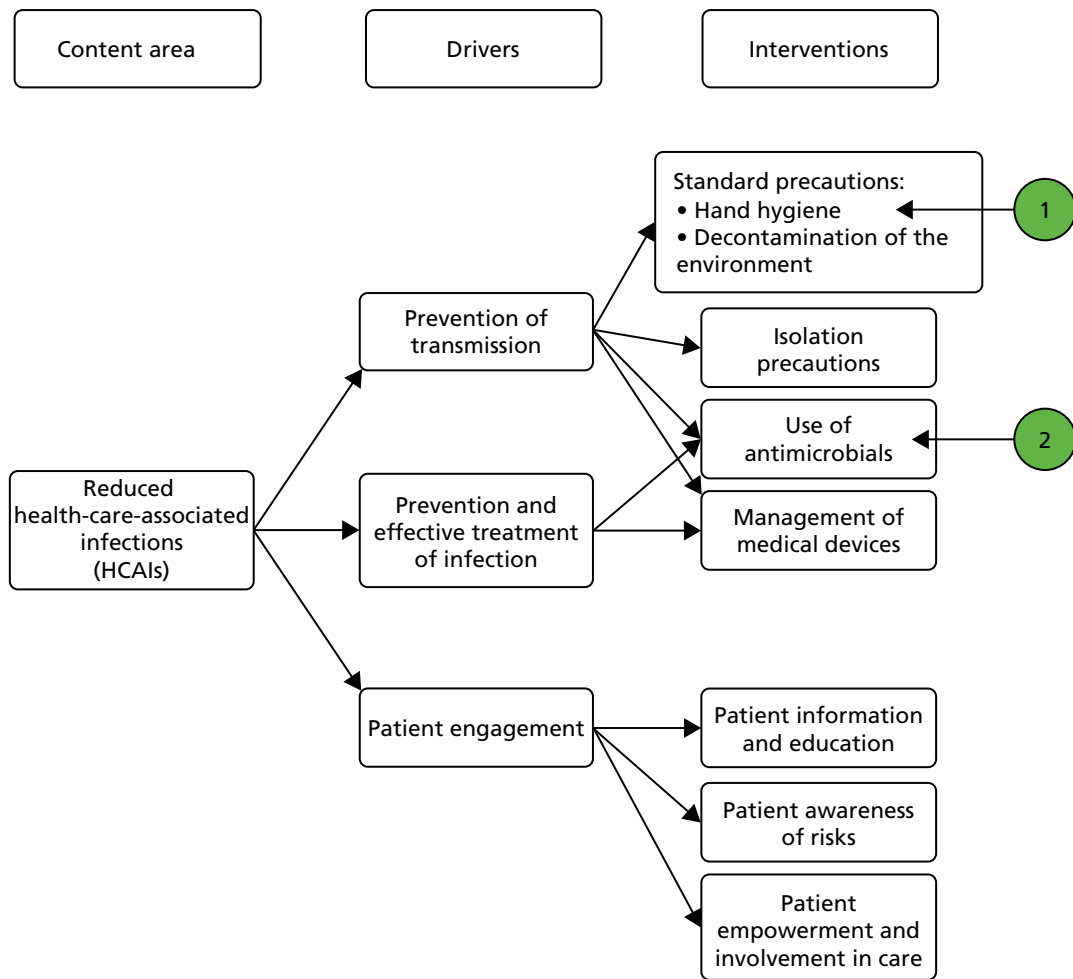 Content area
Drivers
Interventions
Standard precautions:
• Hand hygiene
• Decontamination of the
environment
1
Prevention of
transmission
Isolation
precautions
Use of
antimicrobials
2
Reduced
health-care-associated
infections
(HCAIs)
Prevention and
effective treatment
of infection
Management of
medical devices
Patient engagement
Patient information
and education
Patient awareness
of risks
Patient
empowerment and
involvement in care